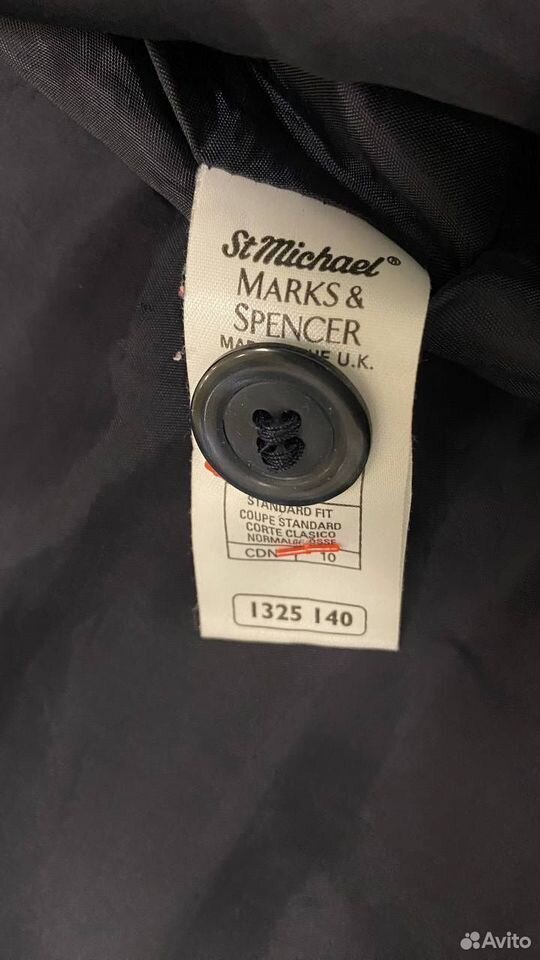 St Michael®
MARKS &
SPENCER
U.K.
STANDARD FIT
COUPE STANDARD
CORTE CLASICO
CDN 10
1325 140
Avito